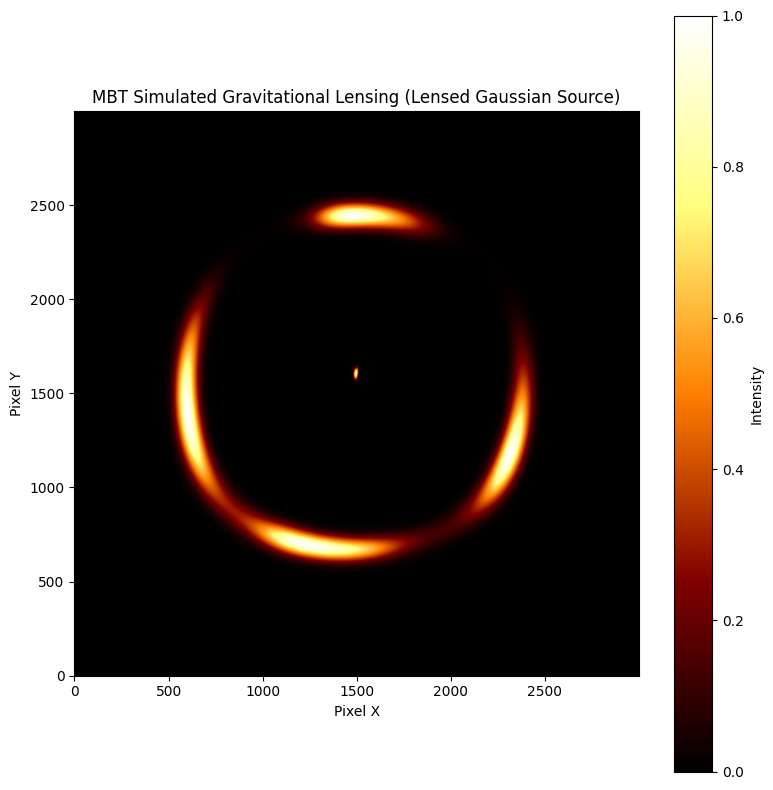 MBT Simulated Gravitational Lensing (Lensed Gaussian Source)
1.0
0.8
0.6
0.4
0.2
0.0
Intensity
2500
2000
1500
1000
500
0
Pixel Y
0 500 1000 1500 2000 2500
Pixel X